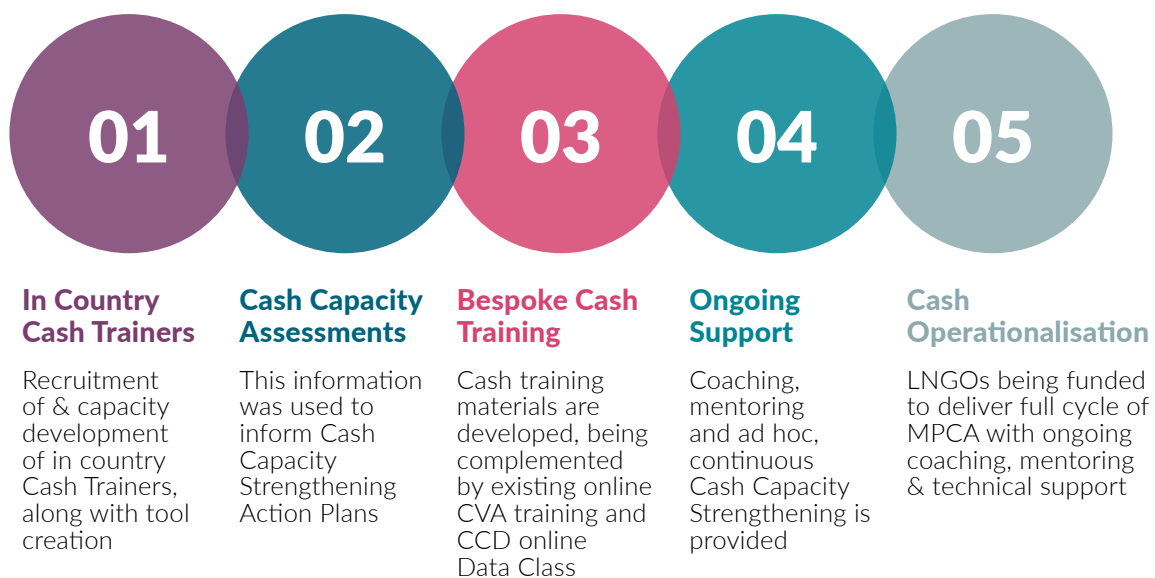 01
02
03
04
05
In Country
Cash Trainers
Recruitment
of & capacity
development
of in country
Cash Trainers,
along with tool
creation
Cash Capacity
Assessments
This information
was used to
inform Cash
Capacity
Strengthening
Action Plans
Bespoke Cash
Training
Cash training
materials are
developed, being
complemented
by existing online
CVA training and
CCD online
Data Class
Ongoing
Support
Coaching,
mentoring
and ad hoc,
continuous
Cash Capacity
Strengthening is
provided
Cash
Operationalisation
LNGOs being funded
to deliver full cycle of
MPCA with ongoing
coaching, mentoring
& technical support